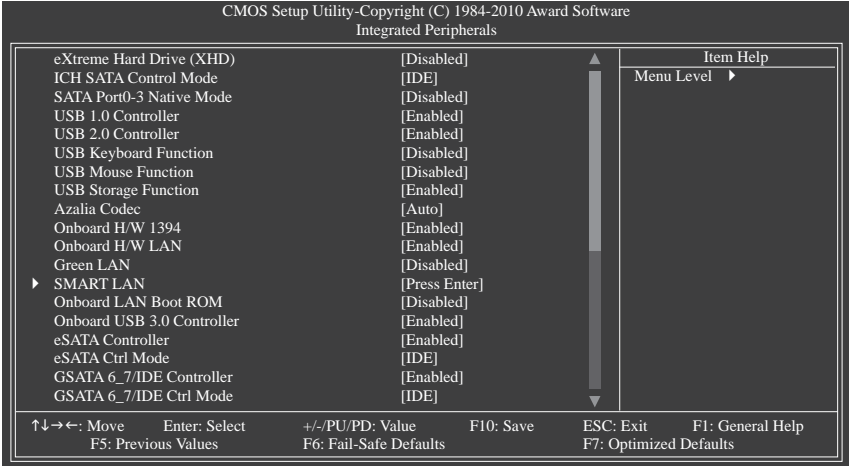 CMOS Setup Utility-Copyright (C) 1984-2010 Award Software
Integrated Peripherals
eXtreme Hard Drive (XHD) [Disabled]
ICH SATA Control Mode [IDE]
SATA Port0-3 Native Mode [Disabled]
USB 1.0 Controller [Enabled]
USB 2.0 Controller [Enabled]
USB Keyboard Function [Disabled]
USB Mouse Function [Disabled]
USB Storage Function [Enabled]
Azalia Codec [Auto]
Onboard H/W 1394 [Enabled]
Onboard H/W LAN [Enabled]
Green LAN [Disabled]
SMART LAN [Press Enter]
Onboard LAN Boot ROM [Disabled]
Onboard USB 3.0 Controller [Enabled]
eSATA Controller [Enabled]
eSATA Ctrl Mode [IDE]
GSATA 6_7/IDE Controller [Enabled]
GSATA 6_7/IDE Ctrl Mode [IDE]
Item Help
Menu Level
↑↓→←: Move Enter: Select +/-/PU/PD: Value F10: Save ESC: Exit F1: General Help
F5: Previous Values F6: Fail-Safe Defaults F7: Optimized Defaults